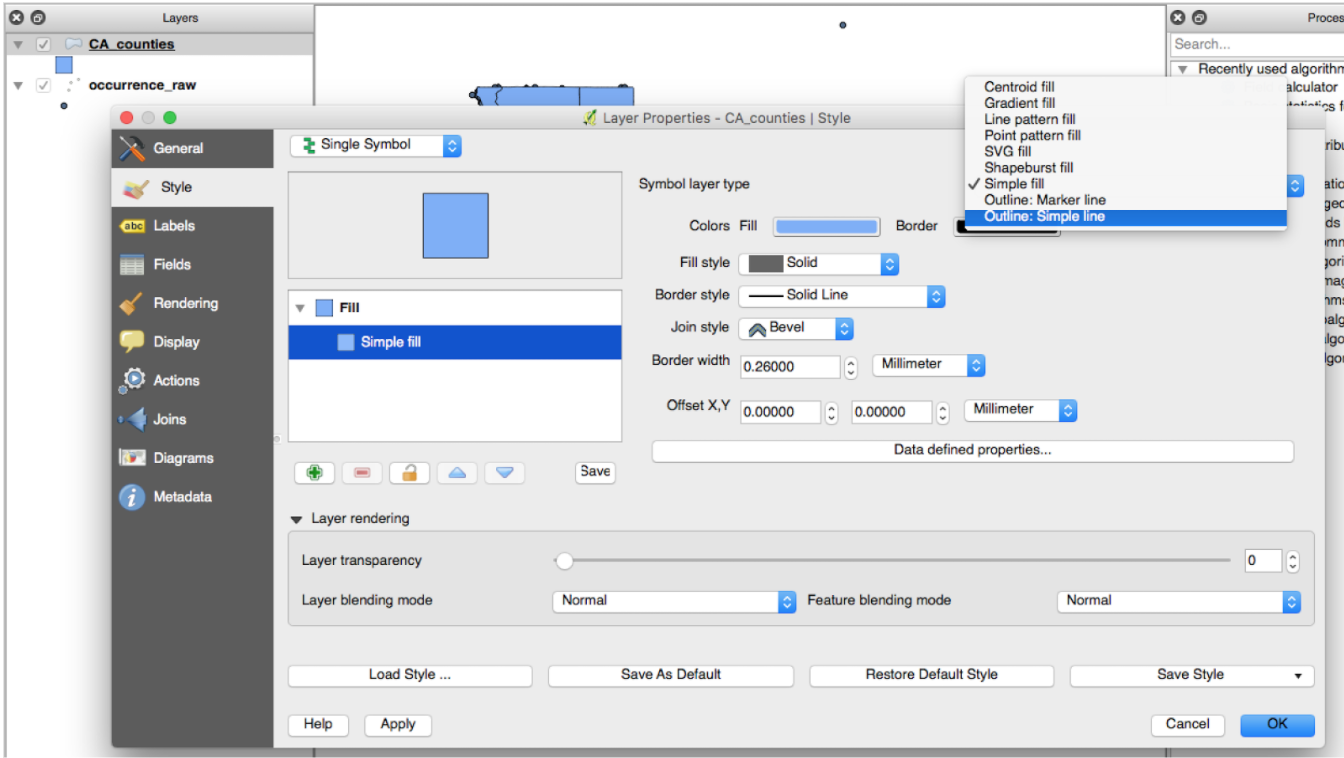 Layers
Proces
CA_counties
Search...
occurrence_raw
Recently used algorithm
alculator
Layer Properties - CA_counties | Style
Centroid fill
Gradient fill
Line pattern fill
Point pattern fill
SVG fill
Shapeburst fill
✓ Simple fill
Outline: Marker line
Outline: Simple line
General
Style
abc Labels
Fields
Rendering
Display
Actions
Joins
Diagrams
Metadata
Single Symbol
Symbol layer type
Colors Fill Border
Fill style Solid
Border style Solid Line
Join style Bevel
Border width 0.26000 Millimeter
Offset X,Y 0.00000 0.00000 Millimeter
Data defined properties...
Fill
Simple fill
Save
Layer rendering
Layer transparency 0
Layer blending mode Normal Feature blending mode Normal
Load Style ... Save As Default Restore Default Style Save Style
Help Apply Cancel OK